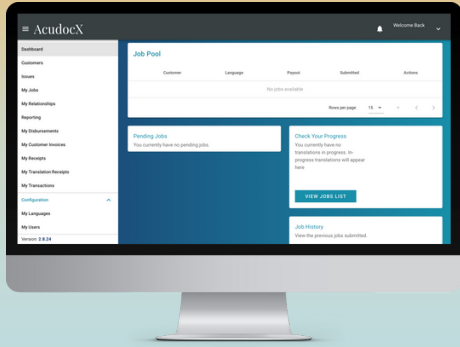 AcudocX
Welcome Back
Dashboard
Customers
Issues
My Jobs
My Relationships
Reporting
My Disbursements
My Customer Invoices
My Receipts
My Translation Receipts
My Transactions
Configuration
My Languages
My Users
Version 2.8.24
Job Pool
Customer Language Payout Submitted Actions
No jobs available
Rows per page: 15
Pending Jobs
You currently have no pending jobs.
Check Your Progress
You currently have no
translations in progress. In-
progress translations will appear
here
VIEW JOBS LIST
Job History
View the previous jobs submitted.